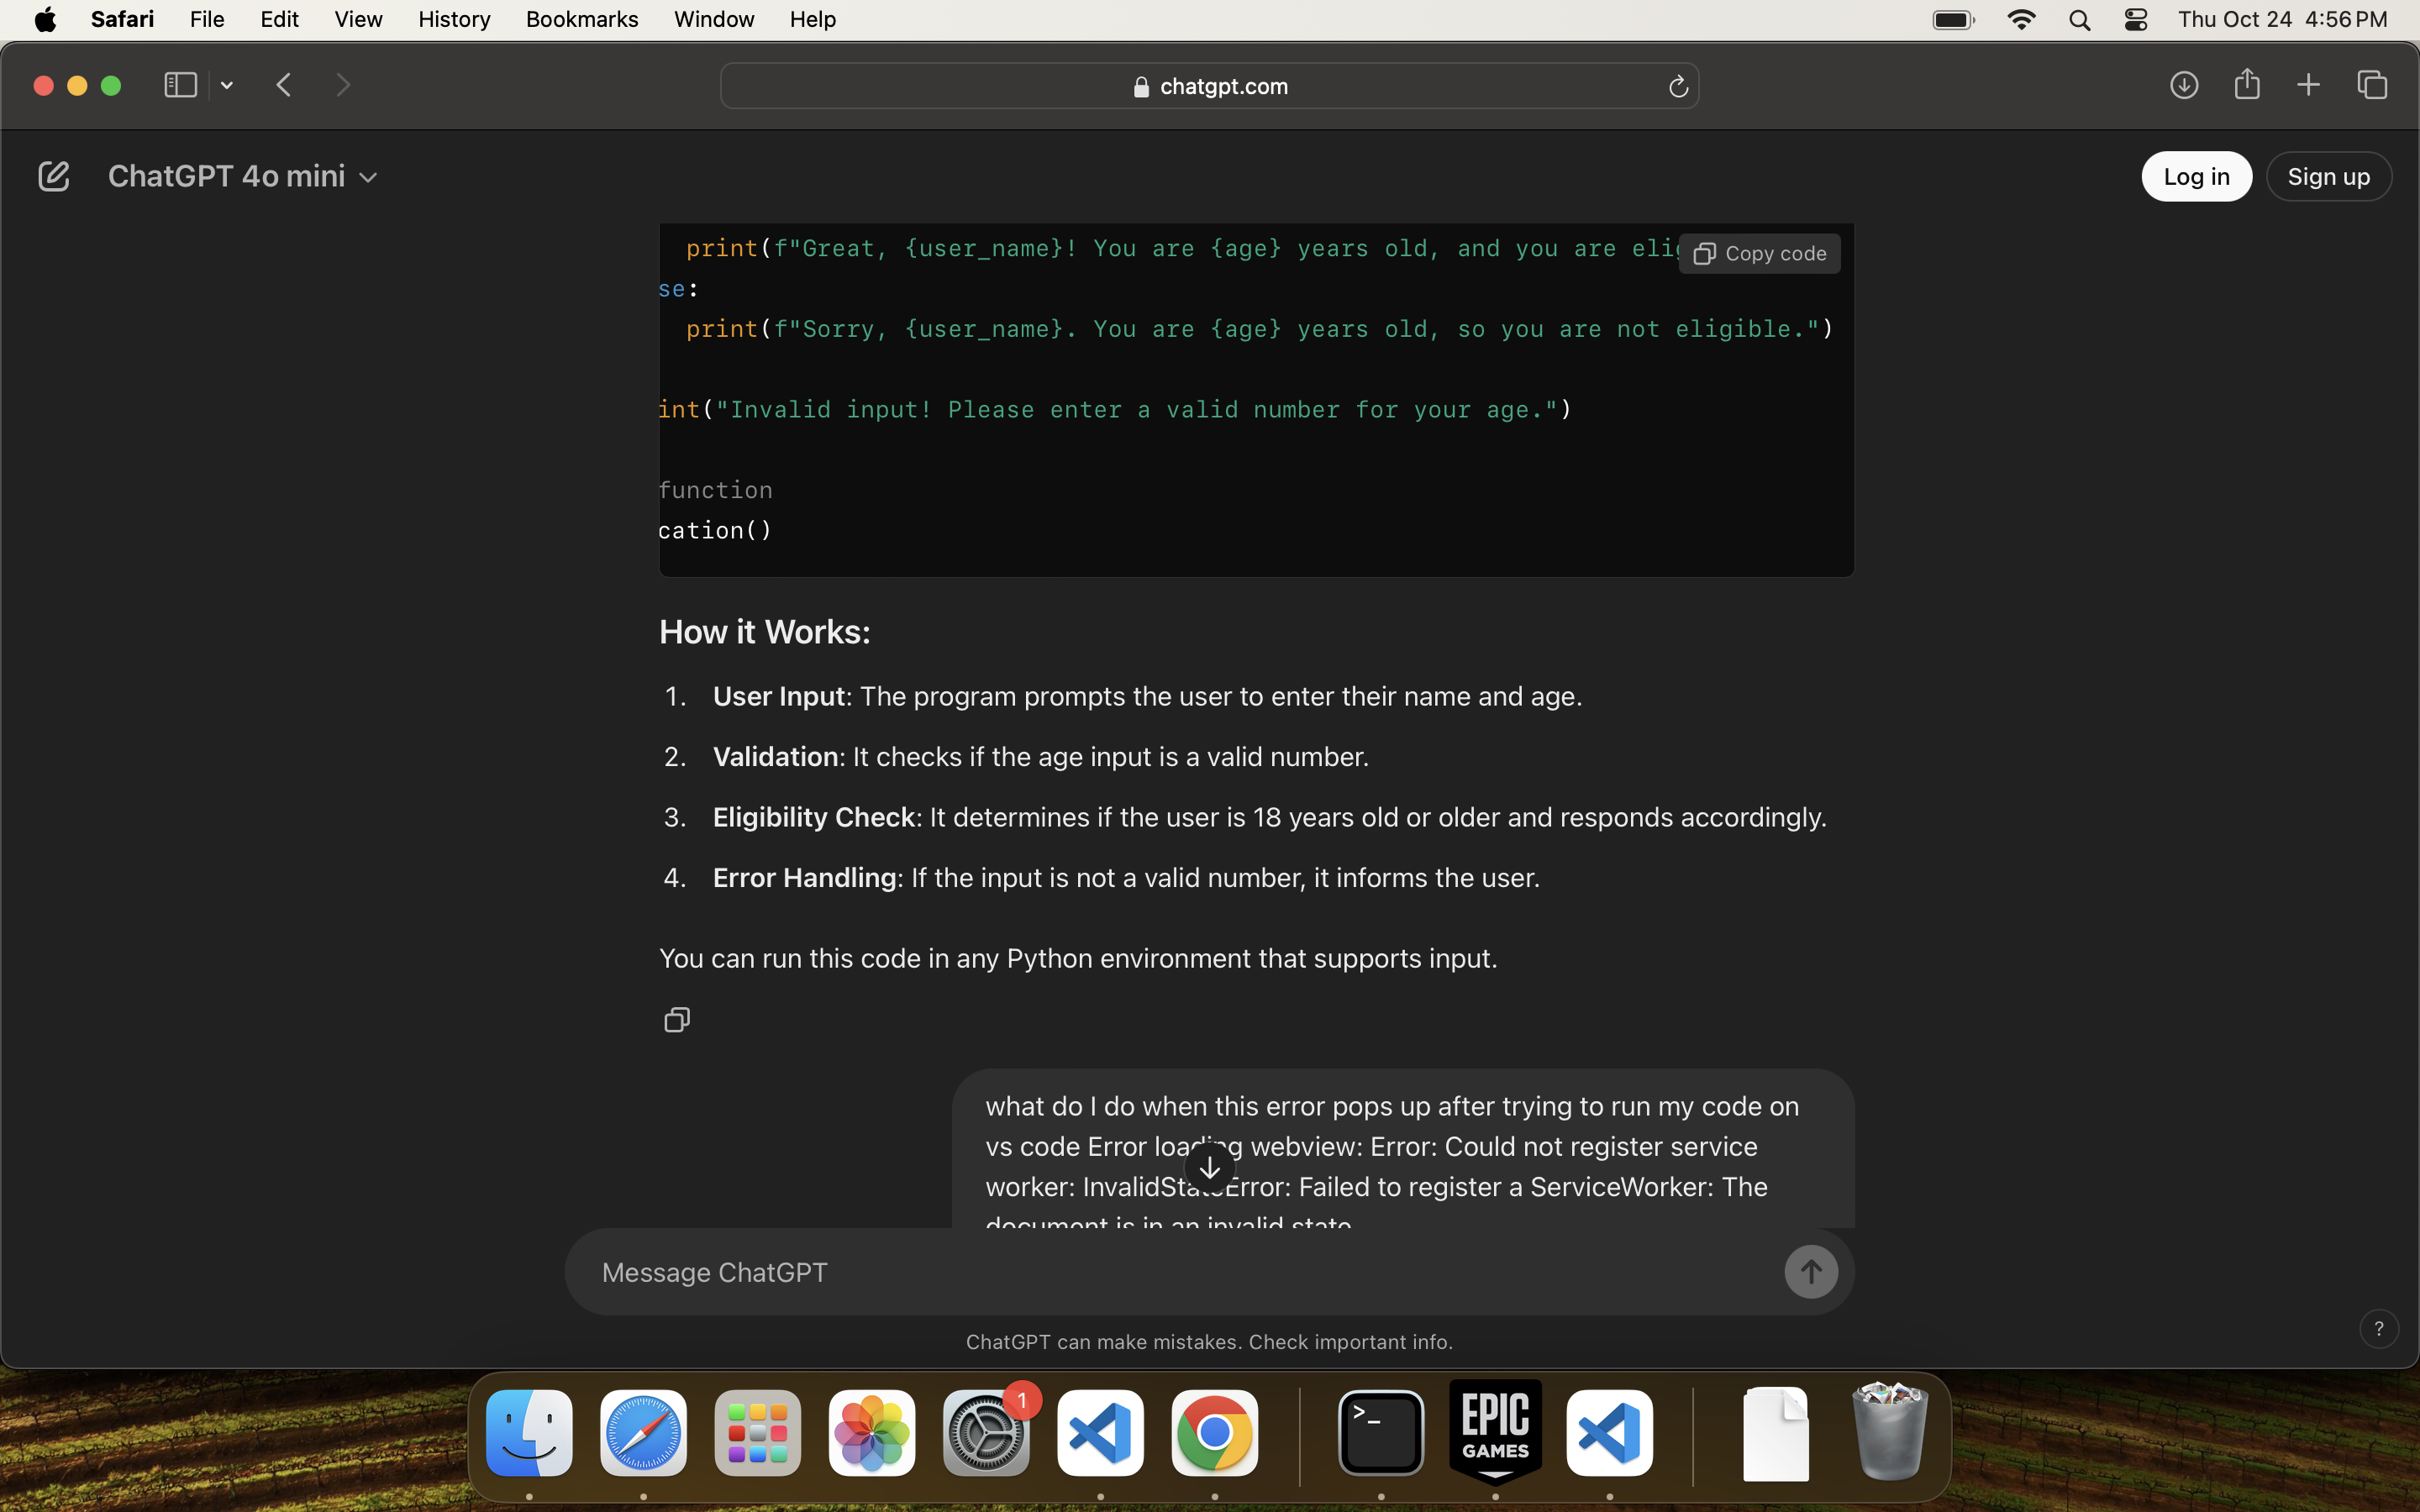 Safari File Edit View History Bookmarks Window Help Thu Oct 24 4:56 PM
chatgpt.com
ChatGPT 4o mini Log in Sign up
print(f"Great, {user_name}! You are {age} years old, and you are elig
Copy code
se:
print(f"Sorry, {user_name}. You are {age} years old, so you are not eligible.")
int("Invalid input! Please enter a valid number for your age.")
function
cation()
How it Works:
1. User Input: The program prompts the user to enter their name and age.
2. Validation: It checks if the age input is a valid number.
3. Eligibility Check: It determines if the user is 18 years old or older and responds accordingly.
4. Error Handling: If the input is not a valid number, it informs the user.
You can run this code in any Python environment that supports input.
what do I do when this error pops up after trying to run my code on
vs code Error loading webview: Error: Could not register service
worker: InvalidStateError: Failed to register a ServiceWorker: The
document is in an invalid state
Message ChatGPT
ChatGPT can make mistakes. Check important info.
?
1
>_
EPIC
GAMES